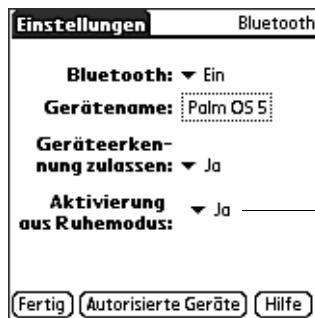 Einstellungen Bluetooth
Bluetooth: Ein
Gerätename: Palm OS 5
Geräteerken-
nung zulassen: Ja
Aktivierung
aus Ruhemodus: Ja
Fertig Autorisierte Geräte Hilfe